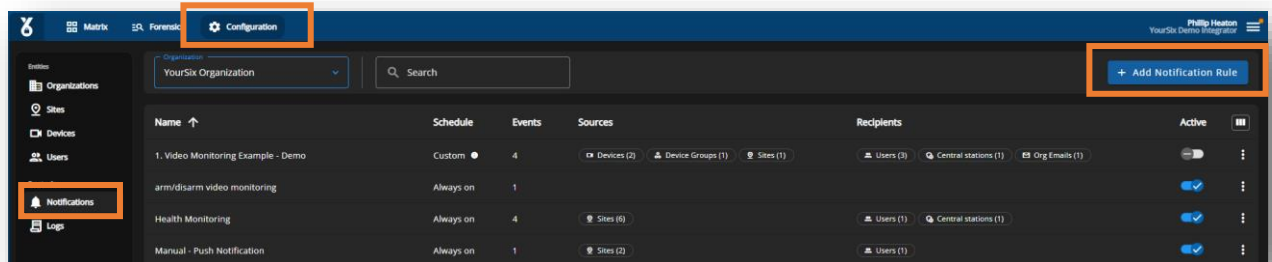 Matrix Forensic Configuration Phillip Heaton
YourSix Demo Integrator
Entities
Organizations
Sites
Devices
Users
Notifications
Logs
Organization
YourSix Organization Search + Add Notification Rule
Name Schedule Events Sources Recipients Active
1. Video Monitoring Example - Demo Custom 4 Devices (2) Device Groups (1) Sites (1) Users (3) Central stations (1) Org Emails (1)
arm/disarm video monitoring Always on 1
Health Monitoring Always on 4 Sites (6) Users (1) Central stations (1)
Manual - Push Notification Always on 1 Sites (2) Users (1)